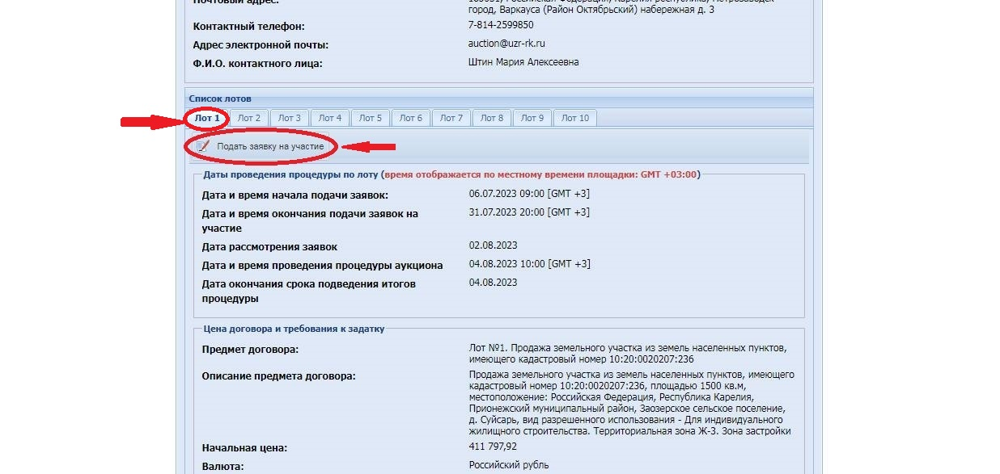 Почтовый адрес:
185031, Российская Федерация, Карелия республика, Петрозаводск
город, Варкауса (Район Октябрьский) набережная д. 3
Контактный телефон:
7-814-2599850
Адрес электронной почты:
auction@uzr-rk.ru
Ф.И.О. контактного лица:
Штин Мария Алексеевна
Список лотов
Лот 1 Лот 2 Лот 3 Лот 4 Лот 5 Лот 6 Лот 7 Лот 8 Лот 9 Лот 10
Подать заявку на участие
Даты проведения процедуры по лоту (время отображается по местному времени площадки: GMT +03:00)
Дата и время начала подачи заявок:
06.07.2023 09:00 [GMT +3]
Дата и время окончания подачи заявок на
участие
31.07.2023 20:00 [GMT +3]
Дата рассмотрения заявок
02.08.2023
Дата и время проведения процедуры аукциона
04.08.2023 10:00 [GMT +3]
Дата окончания срока подведения итогов
процедуры
04.08.2023
Цена договора и требования к задатку
Предмет договора:
Лот №1. Продажа земельного участка из земель населенных пунктов,
имеющего кадастровый номер 10:20:0020207:236
Описание предмета договора:
Продажа земельного участка из земель населенных пунктов, имеющего
кадастровый номер 10:20:0020207:236, площадью 1500 кв.м,
местоположение: Российская Федерация, Республика Карелия,
Прионежский муниципальный район, Заозерское сельское поселение,
д. Суйсарь, вид разрешенного использования - Для индивидуального
жилищного строительства. Территориальная зона Ж-3. Зона застройки
Начальная цена:
411 797,92
Валюта:
Российский рубль